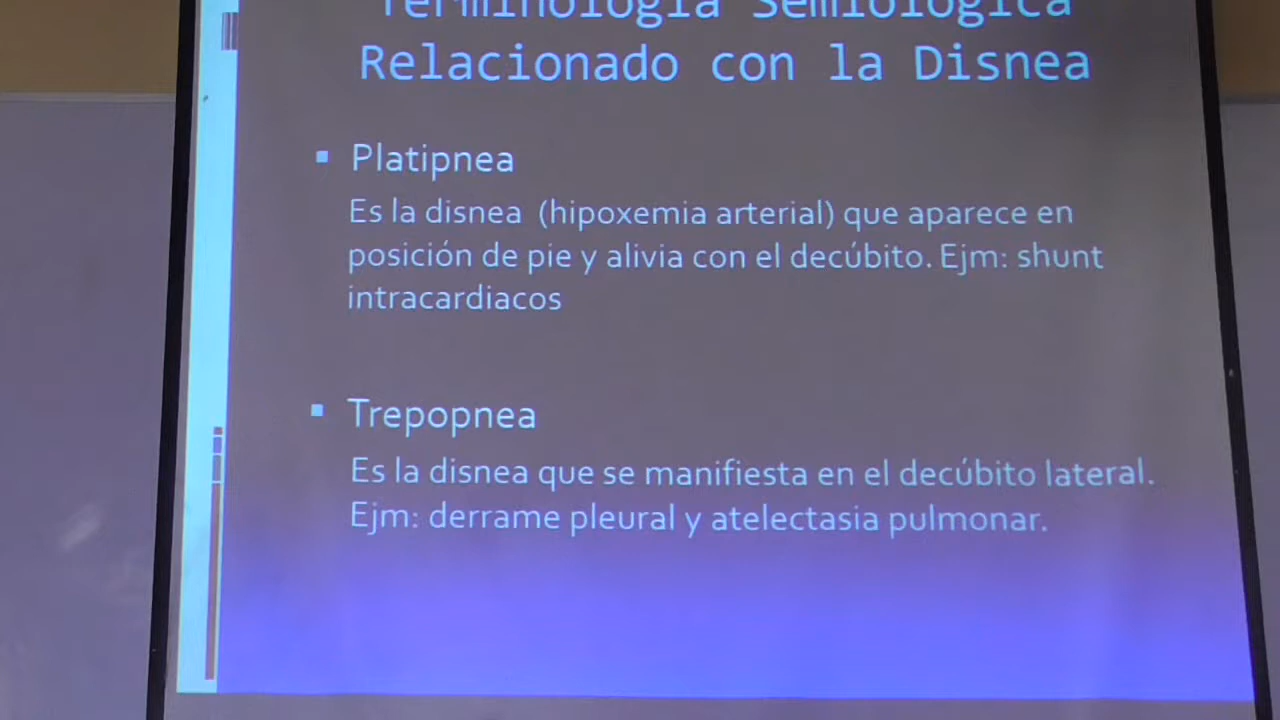 Terminología Semiológica
Relacionado con la Disnea
Platipnea
Es la disnea (hipoxemia arterial) que aparece en
posición de pie y alivia con el decúbito. Ejm: shunt
intracardiacos
Trepopnea
Es la disnea que se manifiesta en el decúbito lateral.
Ejm: derrame pleural y atelectasia pulmonar.